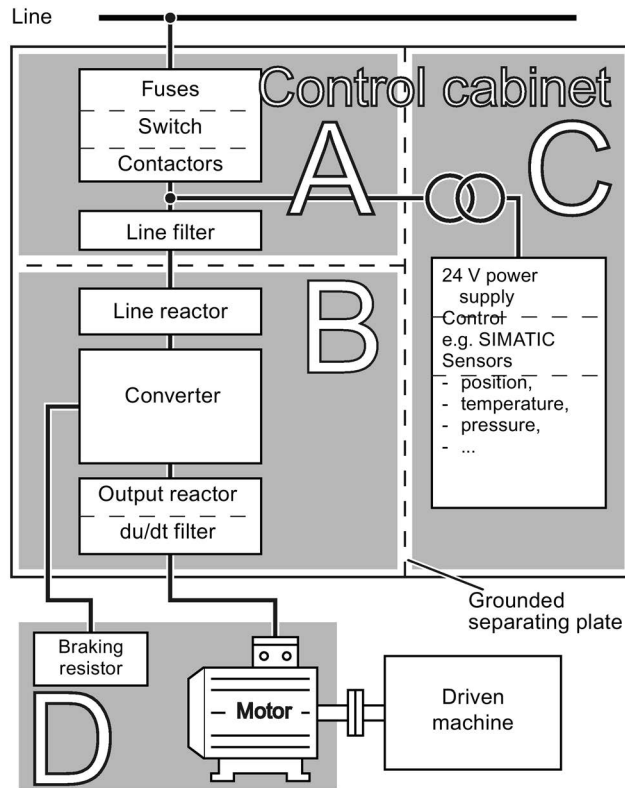 Line
Control cabinet
Fuses
Switch
Contactors
A
Line filter
C
24 V power
supply
Control
e.g. SIMATIC
Sensors
- position,
- temperature,
- pressure,
- ...
B
Line reactor
Converter
Output reactor
du/dt filter
Grounded
separating plate
Braking
resistor
D
Motor
Driven
machine